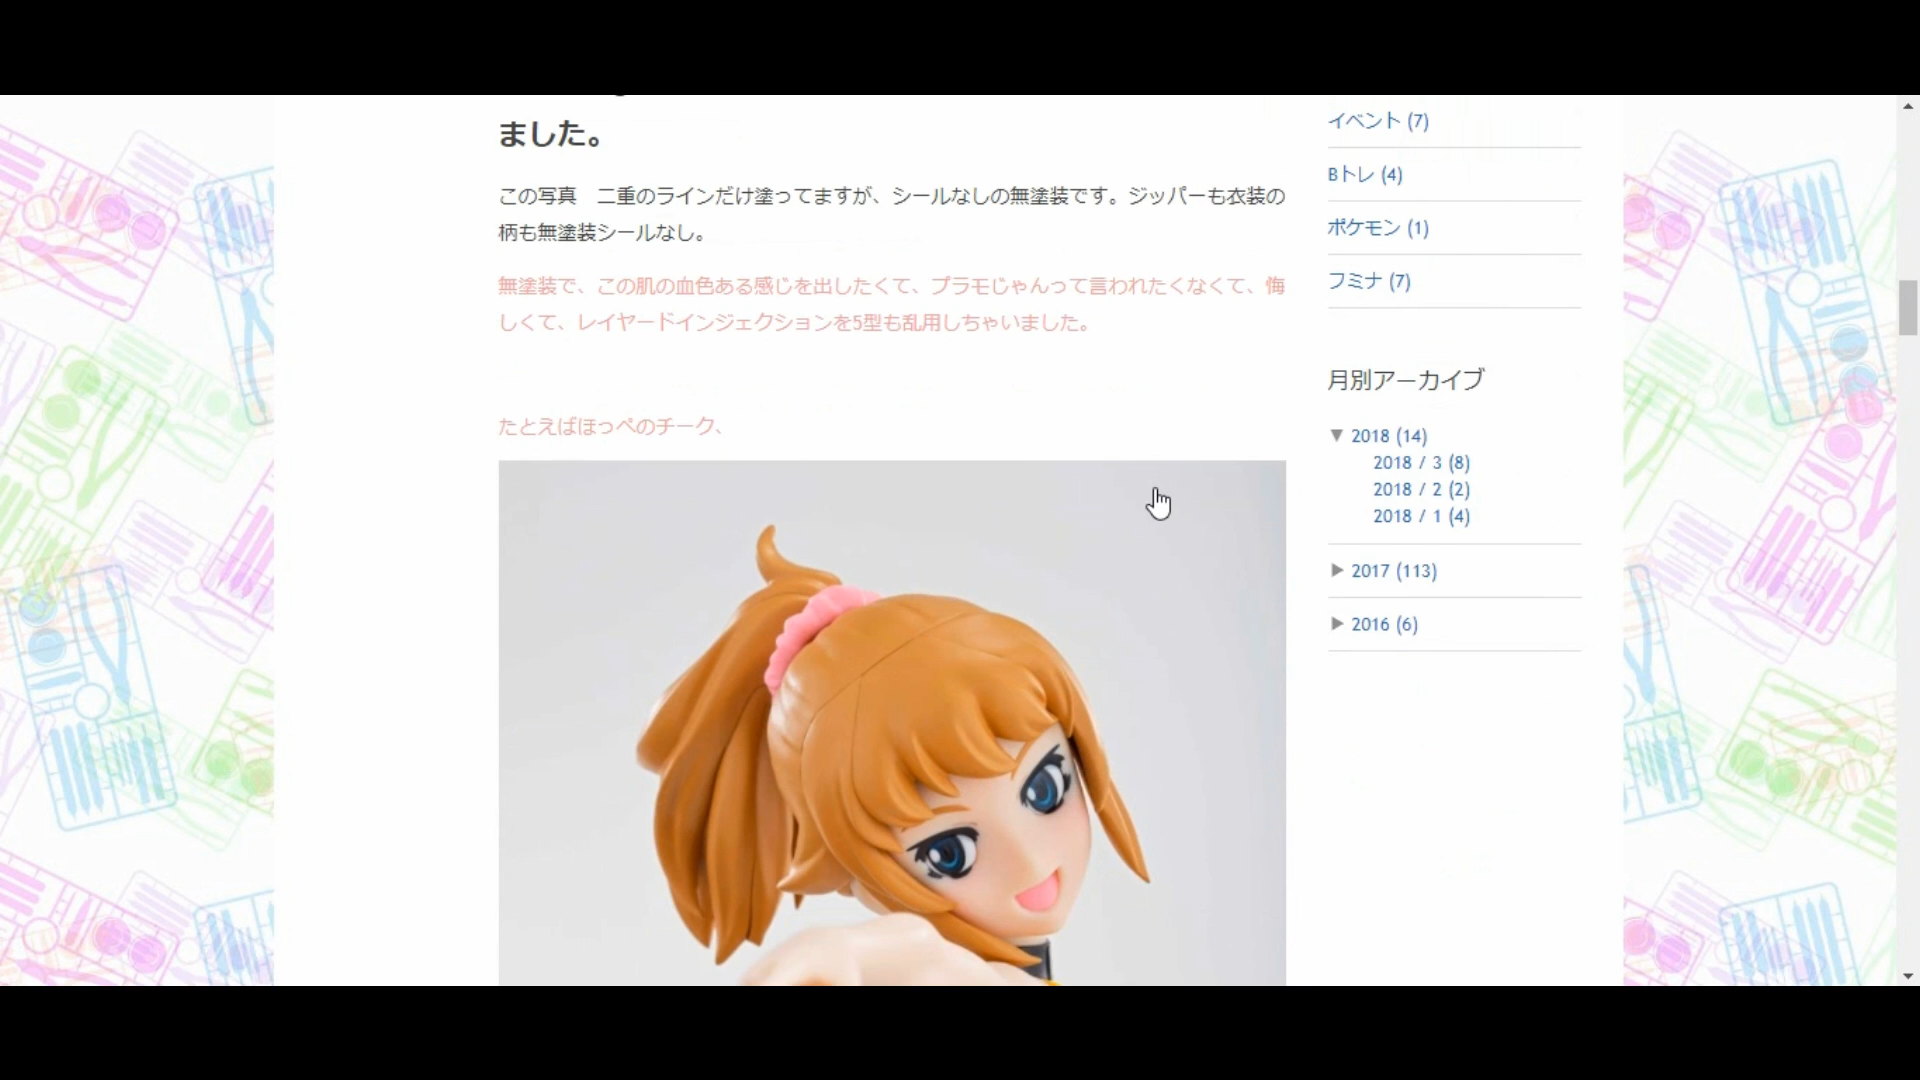 ました。
この写真　二重のラインだけ塗ってますが、シールなしの無塗装です。ジッパーも衣装の
柄も無塗装シールなし。
無塗装で、この肌の血色ある感じを出したくて、プラモじゃんって言われたくなくて、悔
しくて、レイヤードインジェクションを5型も乱用しちゃいました。
たとえばほっぺのチーク、
イベント (7)
Bトレ (4)
ポケモン (1)
フミナ (7)
月別アーカイブ
▼ 2018 (14)
2018 / 3 (8)
2018 / 2 (2)
2018 / 1 (4)
▶ 2017 (113)
▶ 2016 (6)